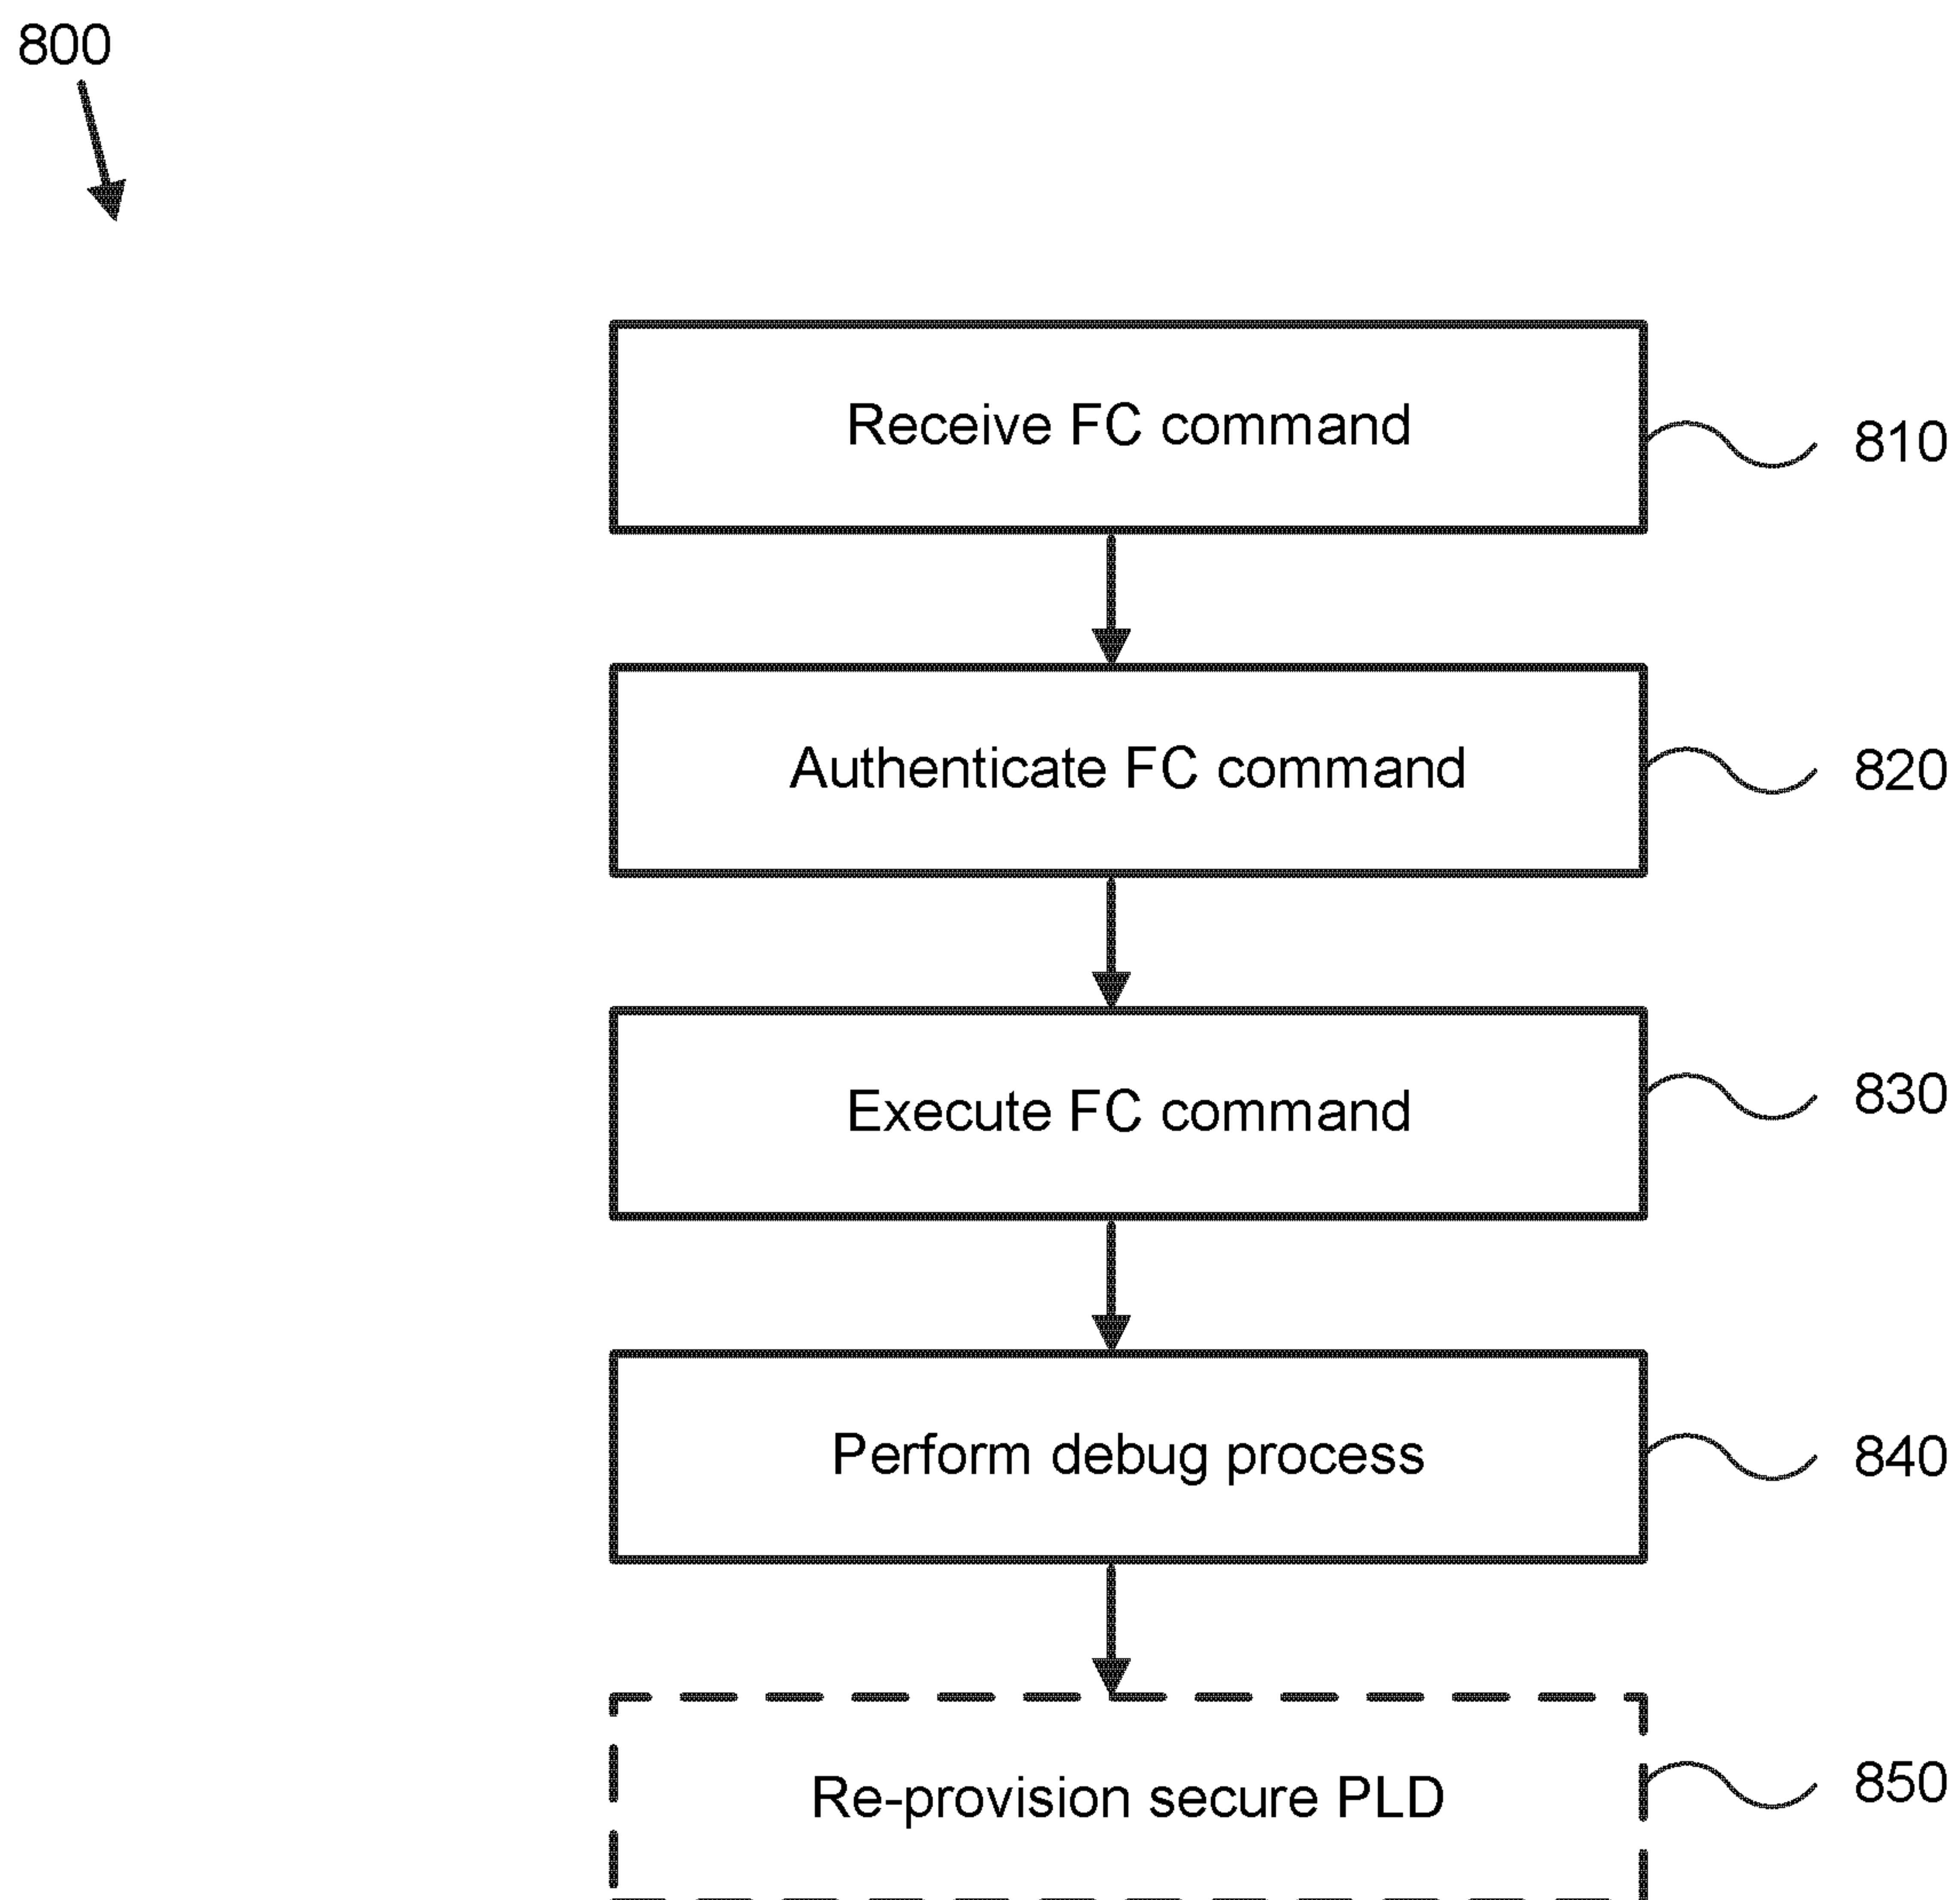 800
Receive FC command
810
Authenticate FC command
820
Execute FC command
830
Perform debug process
840
Re-provision secure PLD
850